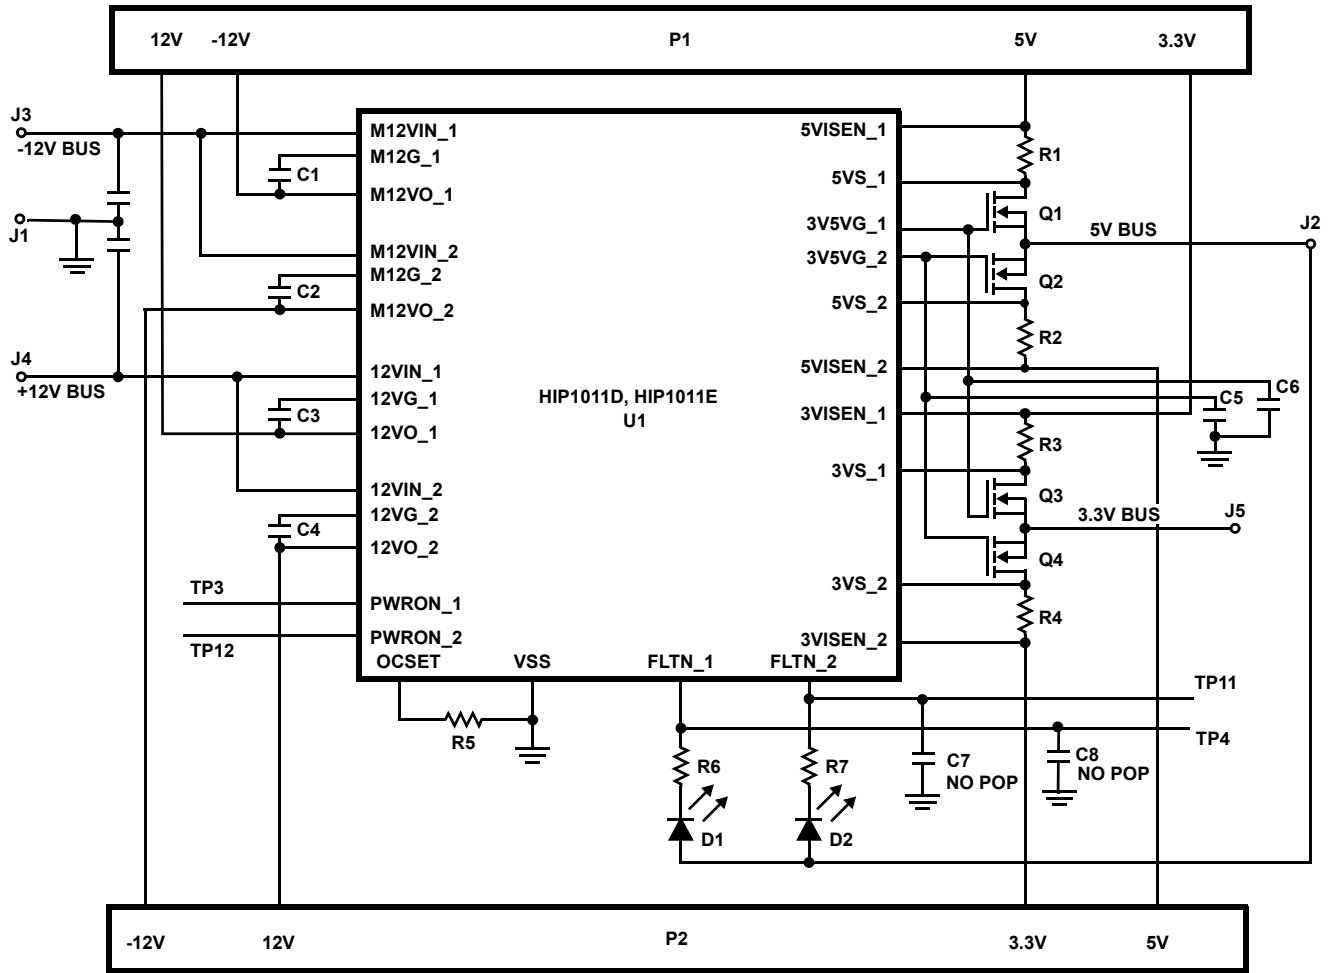 12V -12V P1 5V 3.3V
J3
-12V BUS
J1
J4
+12V BUS
C1
C2
C3
C4
TP3
TP12
M12VIN_1
M12G_1
M12VO_1
M12VIN_2
M12G_2
M12VO_2
12VIN_1
12VG_1
12VO_1
12VIN_2
12VG_2
12VO_2
PWRON_1
PWRON_2
OCSET VSS FLTN_1 FLTN_2
HIP1011D, HIP1011E
U1
5VISEN_1
5VS_1
3V5VG_1
3V5VG_2
5VS_2
5VISEN_2
3VISEN_1
3VS_1
3VS_2
3VISEN_2
R1
Q1
Q2
R2
R3
Q3
Q4
R4
5V BUS
J2
C5
C6
3.3V BUS
J5
TP11
TP4
R5
R6
R7
D1
D2
C7
NO POP
C8
NO POP
-12V 12V P2 3.3V 5V